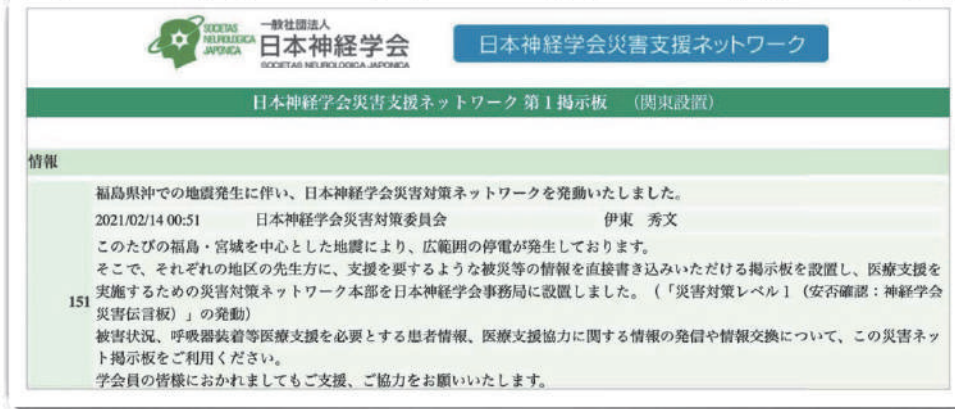 SOCIETAS
NEUROLOGICA
JAPONICA
一般社団法人
日本神経学会
SOCIETAS NEUROLOGICA JAPONICA
日本神経学会災害支援ネットワーク
日本神経学会災害支援ネットワーク 第1掲示板 (関東設置)
情報
福島県沖での地震発生に伴い、日本神経学会災害対策ネットワークを発動いたしました。
2021/02/14 00:51 日本神経学会災害対策委員会 伊東 秀文
このたびの福島・宮城を中心とした地震により、広範囲の停電が発生しております。
そこで、それぞれの地区の先生方に、支援を要するような被災等の情報を直接書き込みいただける掲示板を設置し、医療支援を
151 実施するための災害対策ネットワーク本部を日本神経学会事務局に設置しました。(「災害対策レベル1(安否確認:神経学会
災害伝言板)」の発動)
被害状況、呼吸器装着等医療支援を必要とする患者情報、医療支援協力に関する情報の発信や情報交換について、この災害ネッ
ト掲示板をご利用ください。
学会員の皆様におかれましてもご支援、ご協力をお願いいたします。